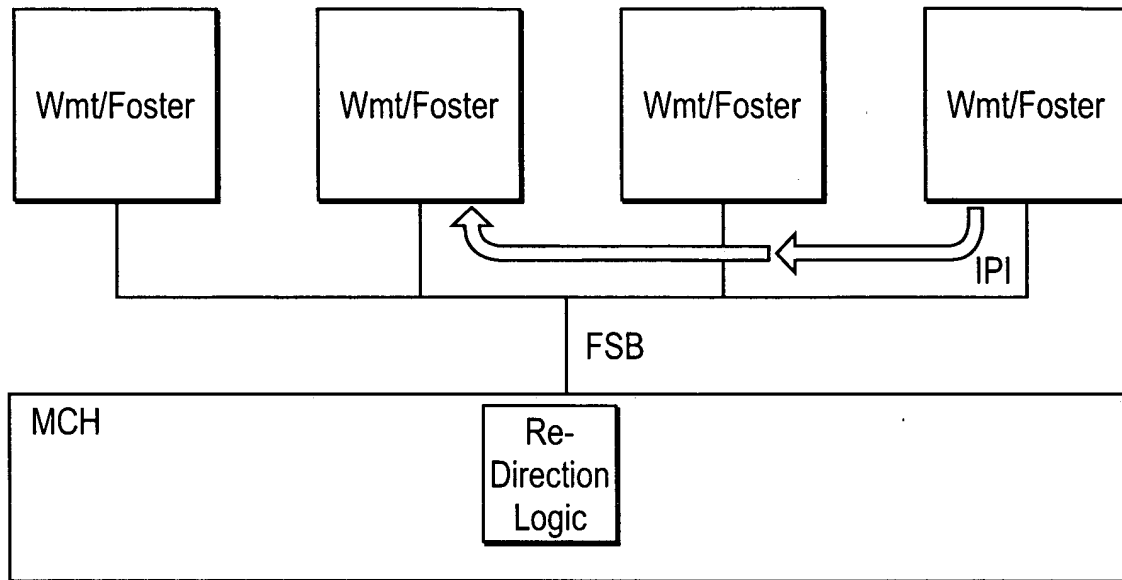 Wmt/Foster
Wmt/Foster
Wmt/Foster
Wmt/Foster
IPI
FSB
MCH
Re-
Direction
Logic